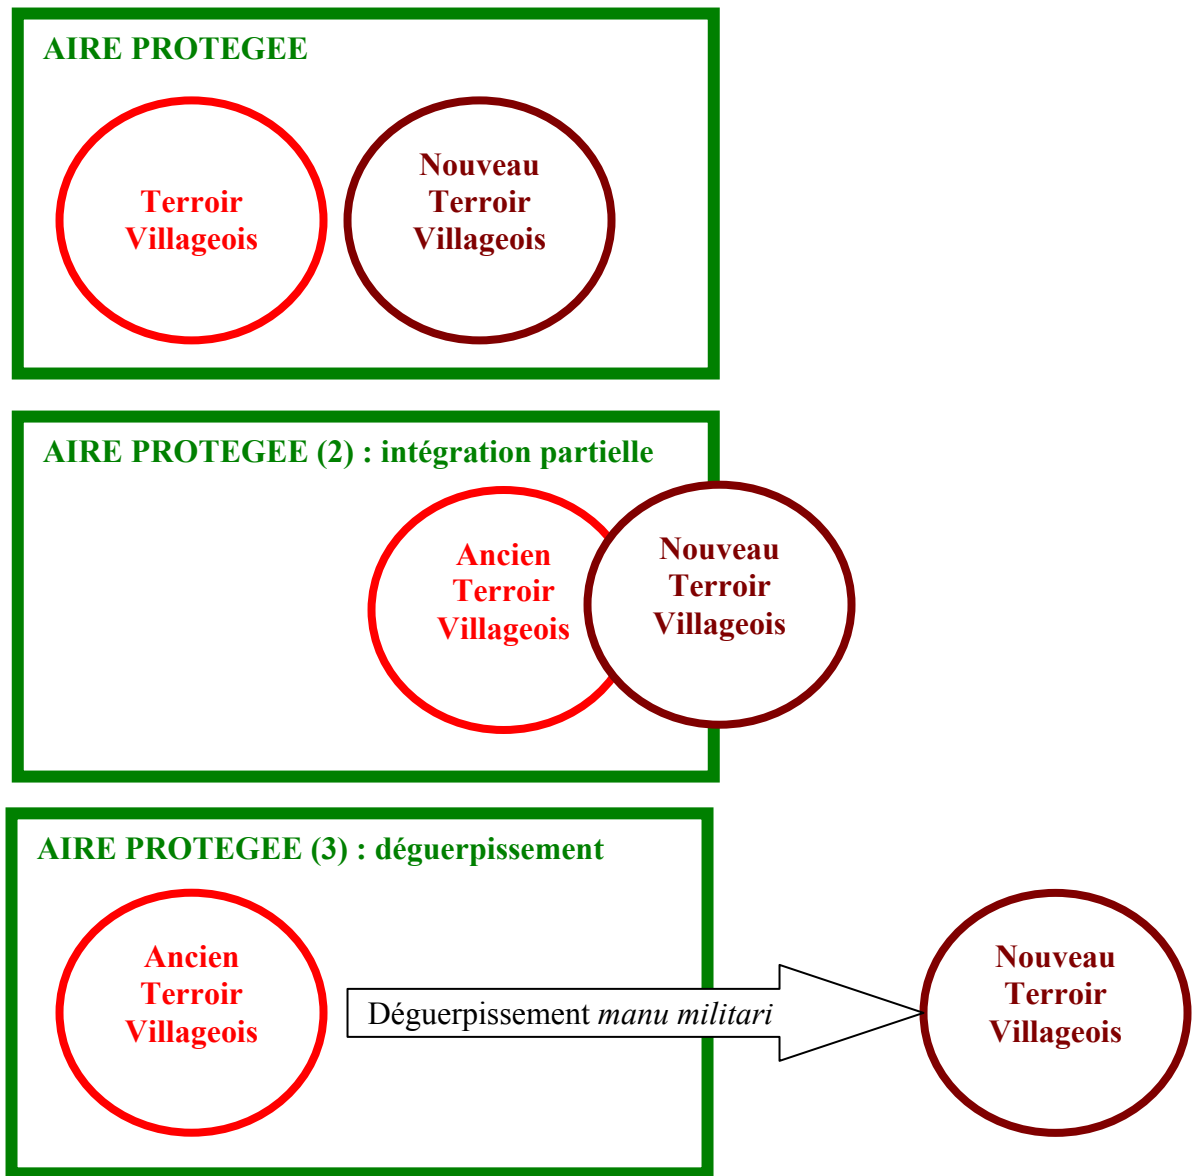 AIRE PROTEGEE
Terroir
Villageois
Nouveau
Terroir
Villageois
AIRE PROTEGEE (2) : intégration partielle
Ancien
Terroir
Villageois
Nouveau
Terroir
Villageois
AIRE PROTEGEE (3) : déguerpissement
Ancien
Terroir
Villageois
Déguerpissement manu militari
Nouveau
Terroir
Villageois